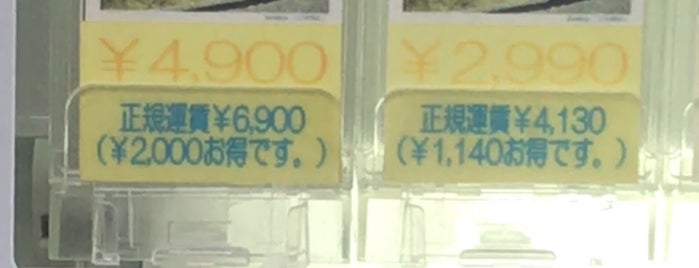 ￥4,900
正規運賃￥6,900
(￥2,000お得です。)
￥2,990
正規運賃￥4,130
(￥1,140お得です。)